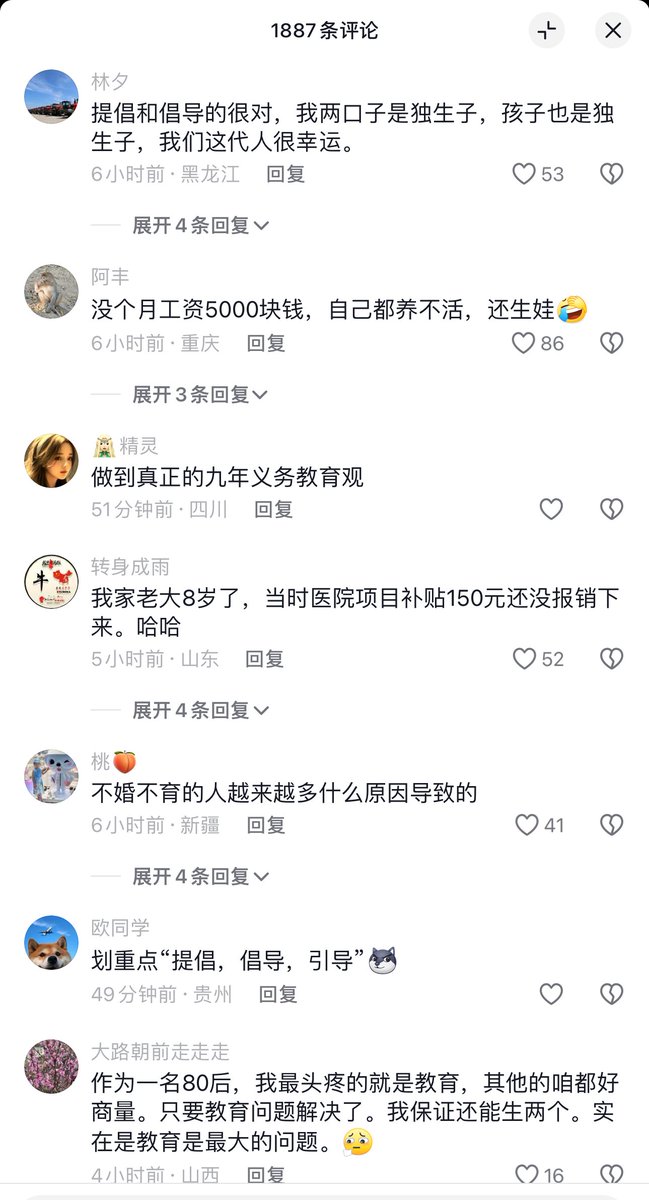 1887条评论
林夕
提倡和倡导的很对，我两口子是独生子，孩子也是独
生子，我们这代人很幸运。
6小时前·黑龙江 回复 53
展开4条回复
阿丰
没个月工资5000块钱，自己都养不活，还生娃🤣
6小时前·重庆 回复 86
展开3条回复
精灵
做到真正的九年义务教育观
51分钟前·四川 回复
转身成雨
我家老大8岁了，当时医院项目补贴150元还没报销下
来。哈哈
5小时前·山东 回复 52
展开4条回复
桃🍑
不婚不育的人越来越多什么原因导致的
6小时前·新疆 回复 41
展开4条回复
欧同学
划重点“提倡，倡导，引导”
49分钟前·贵州 回复
大路朝前走走走
作为一名80后，我最头疼的就是教育，其他的咱都好
商量。只要教育问题解决了。我保证还能生两个。实
在是教育是最大的问题。
4小时前·山西 回复 16